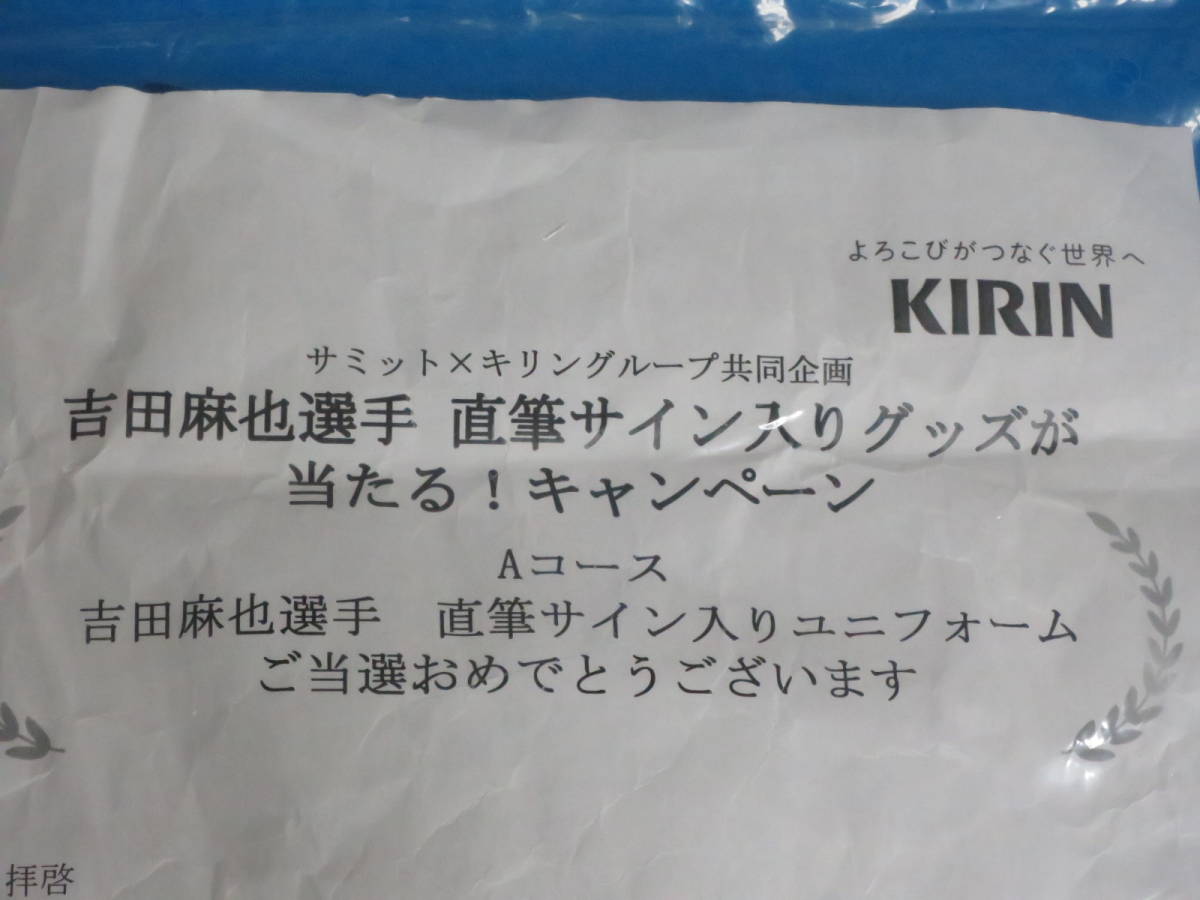 よろこびがつなぐ世界へ
KIRIN
サミット×キリングループ共同企画
吉田麻也選手 直筆サイン入りグッズが
当たる!キャンペーン
Aコース
吉田麻也選手　直筆サイン入りユニフォーム
ご当選おめでとうございます
拝啓